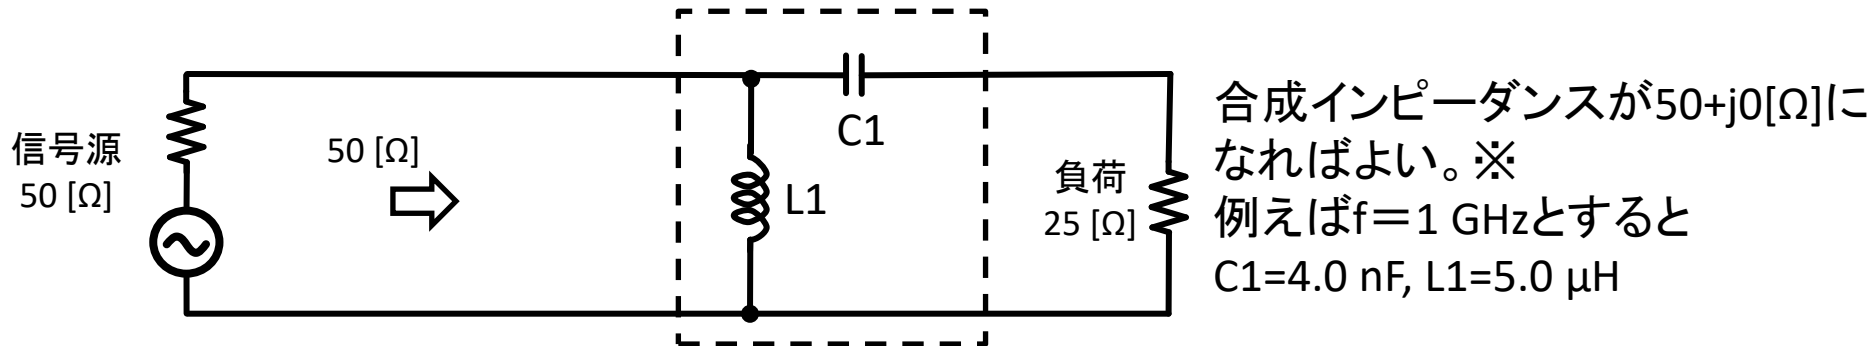 信号源
50 [Ω]
50 [Ω]
C1
L1
負荷
25 [Ω]
合成インピーダンスが50+j0[Ω]に
なればよい。※
例えばf＝1 GHzとすると
C1=4.0 nF, L1=5.0 μH